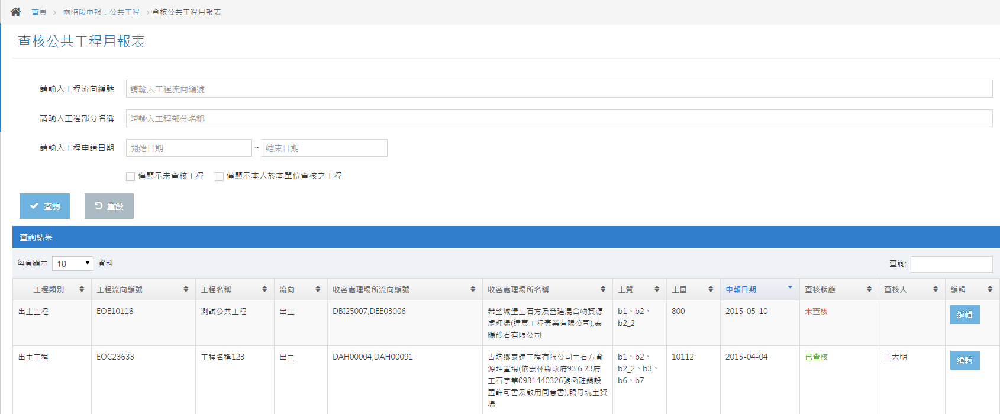 首頁 > 兩階段申報：公共工程 > 查核公共工程月報表
查核公共工程月報表
請輸入工程流向編號 請輸入工程流向編號
請輸入工程部分名稱 請輸入工程部分名稱
請輸入工程申請日期 開始日期 ~ 結束日期
僅顯示未查核工程 僅顯示本人於本單位查核之工程
查詢 重設
查詢結果
每頁顯示 10 資料 查詢:
工程類別 工程流向編號 工程名稱 流向 收容處理場所流向編號 收容處理場所名稱 土質 土量 申報日期 查核狀態 查核人 編輯
出土工程 EOE10118 測試公共工程 出土 DBI25007,DEE03006 希望城堡土石方及營建混合物資源 b1、b2、 800 2015-05-10 未查核 編輯
處理場(達宸工程實業有限公司),泰 b2_2
暘砂石有限公司
出土工程 EOC23633 工程名稱123 出土 DAH00004,DAH00091 古坑鄉泰建工程有限公司土石方資 b1、b2、 10112 2015-04-04 已查核 王大明 編輯
源堆置場(依雲林縣政府93.6.23府 b2_2、b3、
工石字第0931440326號函註銷設 b6、b7
置許可書及啟用同意書),鴨母坑土資
場